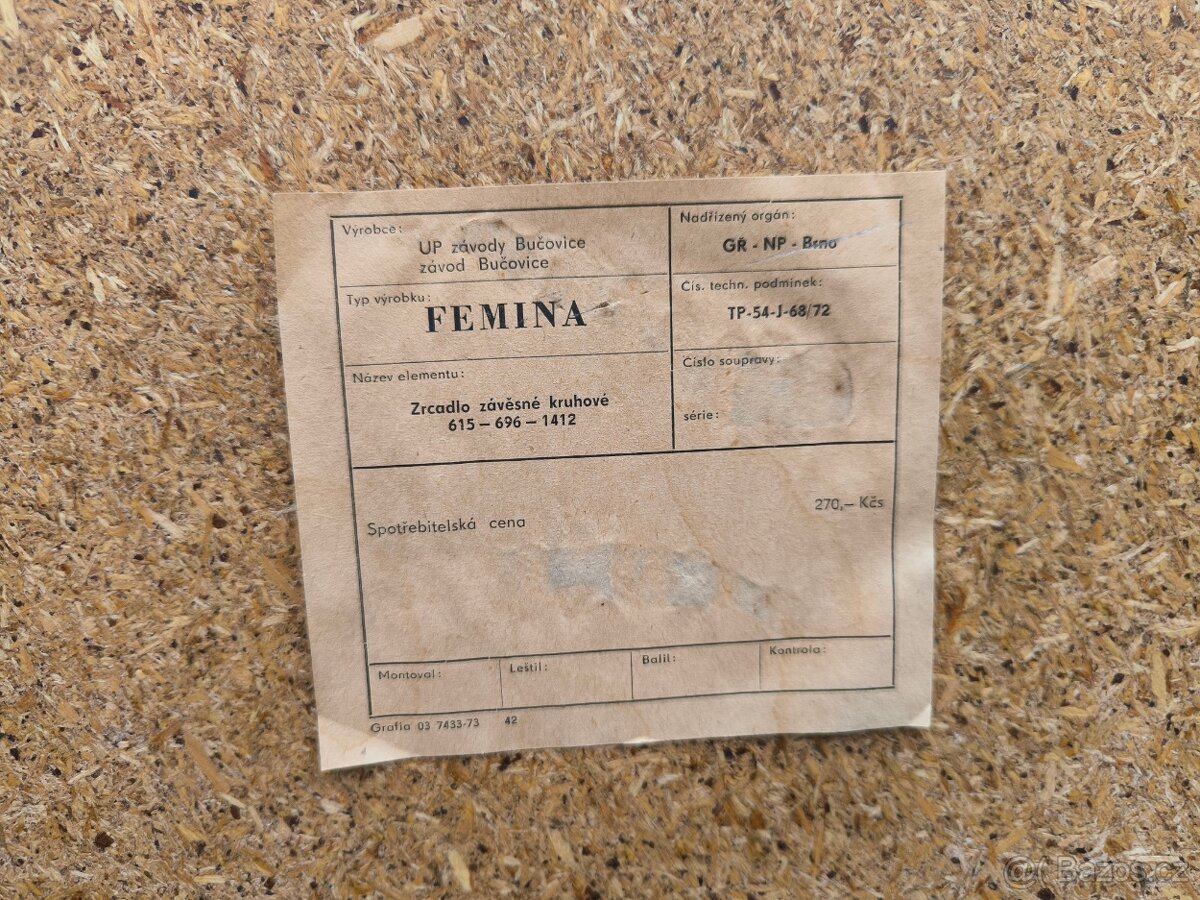 Výrobce:
UP závody Bučovice
závod Bučovice
Nadřízený orgán:
GŘ - NP - Brno
Typ výrobku:
FEMINA
Čís. techn. podmínek:
TP-54-J-68/72
Název elementu:
Zrcadlo závěsné kruhové
615 – 696 – 1412
Číslo soupravy:
série:
Spotřebitelská cena
270,– Kčs
Montoval:
Leštil:
Balil:
Kontrola:
Grafia 03 7433-73 42
@ Bazos.cz